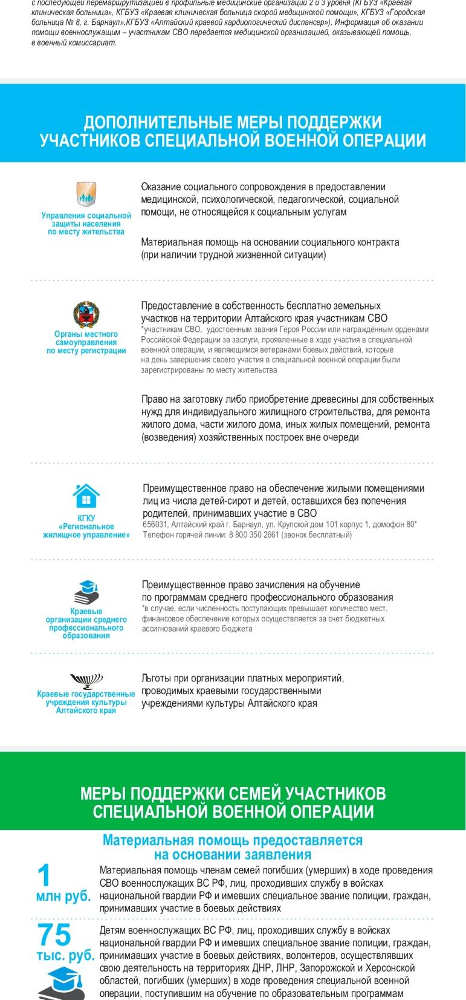 с последующей перемаршрутизацией в профильные медицинские организации 2 и 3 уровня (КГБУЗ «Краевая
клиническая больница», КГБУЗ «Краевая клиническая больница скорой медицинской помощи», КГБУЗ «Городская
больница № 8, г. Барнаул»,КГБУЗ «Алтайский краевой кардиологический диспансер»). Информация об оказании
помощи военнослужащим – участникам СВО передается медицинской организацией, оказывающей помощь,
в военный комиссариат.
ДОПОЛНИТЕЛЬНЫЕ МЕРЫ ПОДДЕРЖКИ
УЧАСТНИКОВ СПЕЦИАЛЬНОЙ ВОЕННОЙ ОПЕРАЦИИ
Управления социальной
защиты населения
по месту жительства
Оказание социального сопровождения в предоставлении
медицинской, психологической, педагогической, социальной
помощи, не относящейся к социальным услугам
Материальная помощь на основании социального контракта
(при наличии трудной жизненной ситуации)
Органы местного
самоуправления
по месту регистрации
Предоставление в собственность бесплатно земельных
участков на территории Алтайского края участникам СВО
*участникам СВО, удостоенным звания Героя России или награждённым орденами
Российской Федерации за заслуги, проявленные в ходе участия в специальной
военной операции, и являющимся ветеранами боевых действий, которые
на день завершения своего участия в специальной военной операции были
зарегистрированы по месту жительства
Право на заготовку либо приобретение древесины для собственных
нужд для индивидуального жилищного строительства, для ремонта
жилого дома, части жилого дома, иных жилых помещений, ремонта
(возведения) хозяйственных построек вне очереди
КГКУ
«Региональное
жилищное управление»
Преимущественное право на обеспечение жилыми помещениями
лиц из числа детей-сирот и детей, оставшихся без попечения
родителей, принимавших участие в СВО
656031, Алтайский край г. Барнаул, ул. Крупской дом 101 корпус 1, домофон 80*
Телефон горячей линии: 8 800 350 2661 (звонок бесплатный)
Краевые
организации среднего
профессионального
образования
Преимущественное право зачисления на обучение
по программам среднего профессионального образования
*в случае, если численность поступающих превышает количество мест,
финансовое обеспечение которых осуществляется за счет бюджетных
ассигнований краевого бюджета
Краевые государственные
учреждения культуры
Алтайского края
Льготы при организации платных мероприятий,
проводимых краевыми государственными
учреждениями культуры Алтайского края
МЕРЫ ПОДДЕРЖКИ СЕМЕЙ УЧАСТНИКОВ
СПЕЦИАЛЬНОЙ ВОЕННОЙ ОПЕРАЦИИ
Материальная помощь предоставляется
на основании заявления
1
млн руб.
Материальная помощь членам семей погибших (умерших) в ходе проведения
СВО военнослужащих ВС РФ, лиц, проходивших службу в войсках
национальной гвардии РФ и имевших специальное звание полиции, граждан,
принимавших участие в боевых действиях
75
тыс. руб.
Детям военнослужащих ВС РФ, лиц, проходивших службу в войсках
национальной гвардии РФ и имевших специальное звание полиции, граждан,
принимавших участие в боевых действиях, волонтеров, осуществлявших
свою деятельность на территориях ДНР, ЛНР, Запорожской и Херсонской
областей, погибших (умерших) в ходе проведения специальной военной
операции, поступившим на обучение по образовательным программам